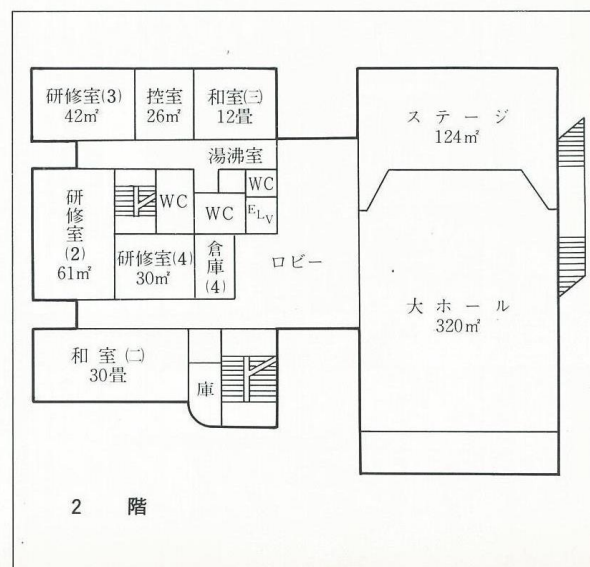 研修室(3)
42㎡
控室
26㎡
和室(三)
12畳
ステージ
124㎡
湯沸室
WC
WC
WC
ELV
研修室(2)
61㎡
研修室(4)
30㎡
倉庫(4)
ロビー
大ホール
320㎡
和室(二)
30畳
庫
2 階